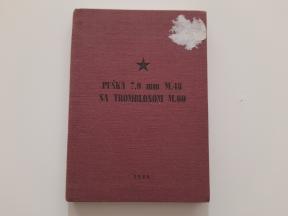 PUŠKA 7,9 mm M.48
SA TROMBLONOM M.60